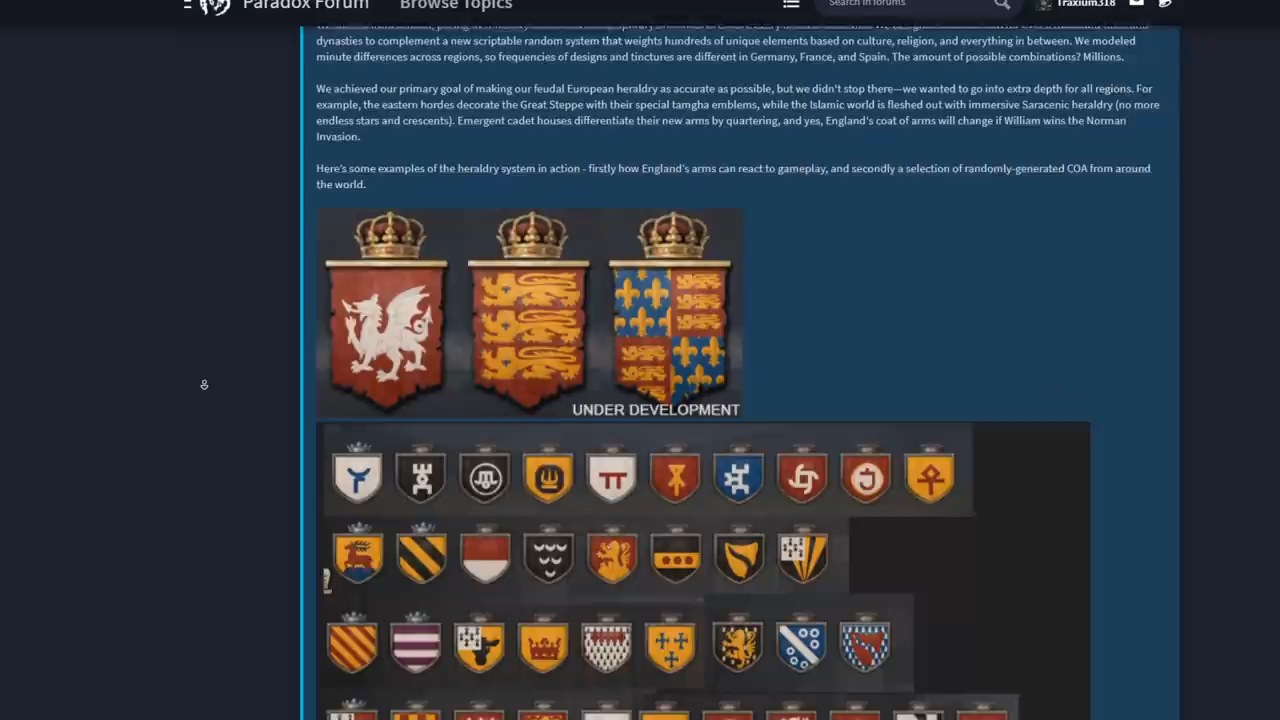 Paradox Forum Browse Topics Search in forums Traxium318
dynasties to complement a new scriptable random system that weights hundreds of unique elements based on culture, religion, and everything in between. We modeled
minute differences across regions, so frequencies of designs and tinctures are different in Germany, France, and Spain. The amount of possible combinations? Millions.
We achieved our primary goal of making our feudal European heraldry as accurate as possible, but we didn't stop there—we wanted to go into extra depth for all regions. For
example, the eastern hordes decorate the Great Steppe with their special tamgha emblems, while the Islamic world is fleshed out with immersive Saracenic heraldry (no more
endless stars and crescents). Emergent cadet houses differentiate their new arms by quartering, and yes, England's coat of arms will change if William wins the Norman
Invasion.
Here's some examples of the heraldry system in action - firstly how England's arms can react to gameplay, and secondly a selection of randomly-generated COA from around
the world.
UNDER DEVELOPMENT